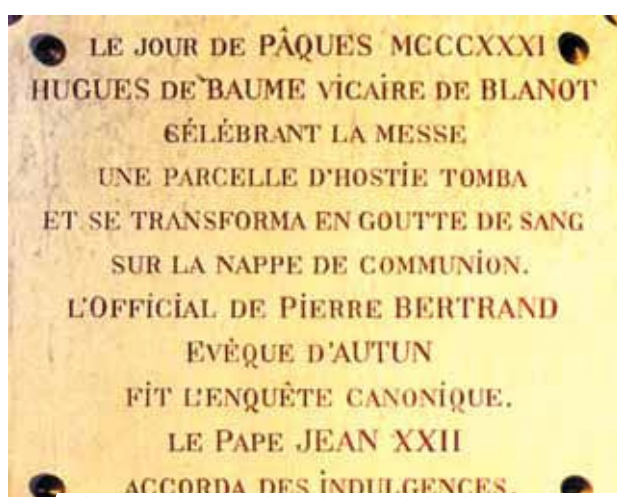 LE JOUR DE PÂQUES MCCCXXXI
HUGUES DE BAUME VICAIRE DE BLANOT
CÉLÉBRANT LA MESSE
UNE PARCELLE D'HOSTIE TOMBA
ET SE TRANSFORMA EN GOUTTE DE SANG
SUR LA NAPPE DE COMMUNION.
L'OFFICIAL DE PIERRE BERTRAND
EVÊQUE D'AUTUN
FIT L'ENQUÊTE CANONIQUE.
LE PAPE JEAN XXII
ACCORDA DES INDULGENCES.